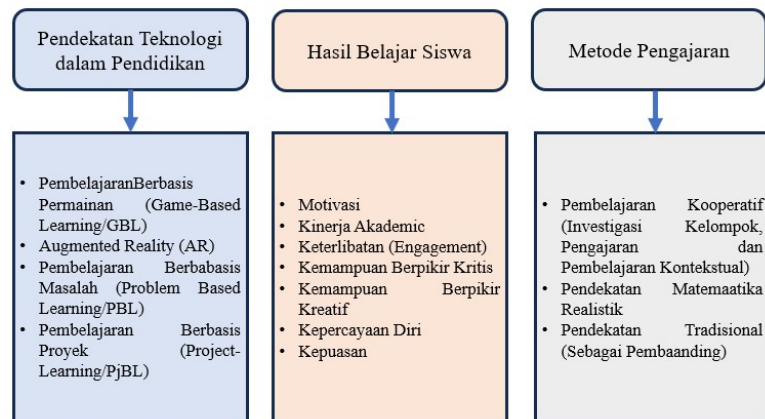 Pendekatan Teknologi
dalam Pendidikan
Hasil Belajar Siswa
Metode Pengajaran
• PembelajaranBerbasis
Permainan (Game-Based
Learning/GBL)
• Augmented Reality (AR)
• Pembelajaran Berbabasis
Masalah (Problem Based
Learning/PBL)
• Pembelajaran Berbasis
Proyek (Project-
Learning/PjBL)
• Motivasi
• Kinerja Akademic
• Keterlibatan (Engagement)
• Kemampuan Berpikir Kritis
• Kemampuan Berpikir
Kreatif
• Kepercayaan Diri
• Kepuasan
• Pembelajaran Kooperatif
(Investigasi Kelompok,
Pengajaran dan
Pembelajaran Kontekstual)
• Pendekatan Matemaatika
Realistik
• Pendekatan Tradisional
(Sebagai Pembaanding)